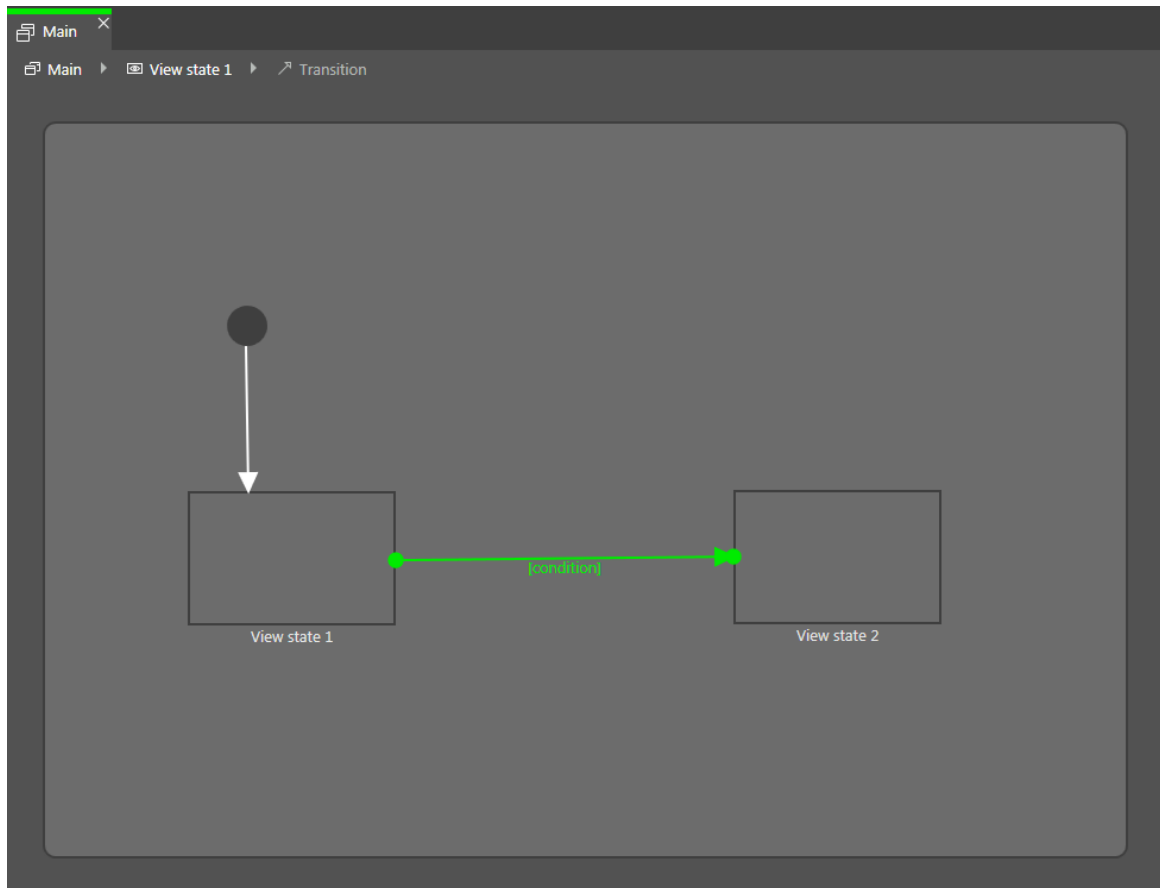 Main
Main View state 1 Transition
[condition]
View state 1
View state 2